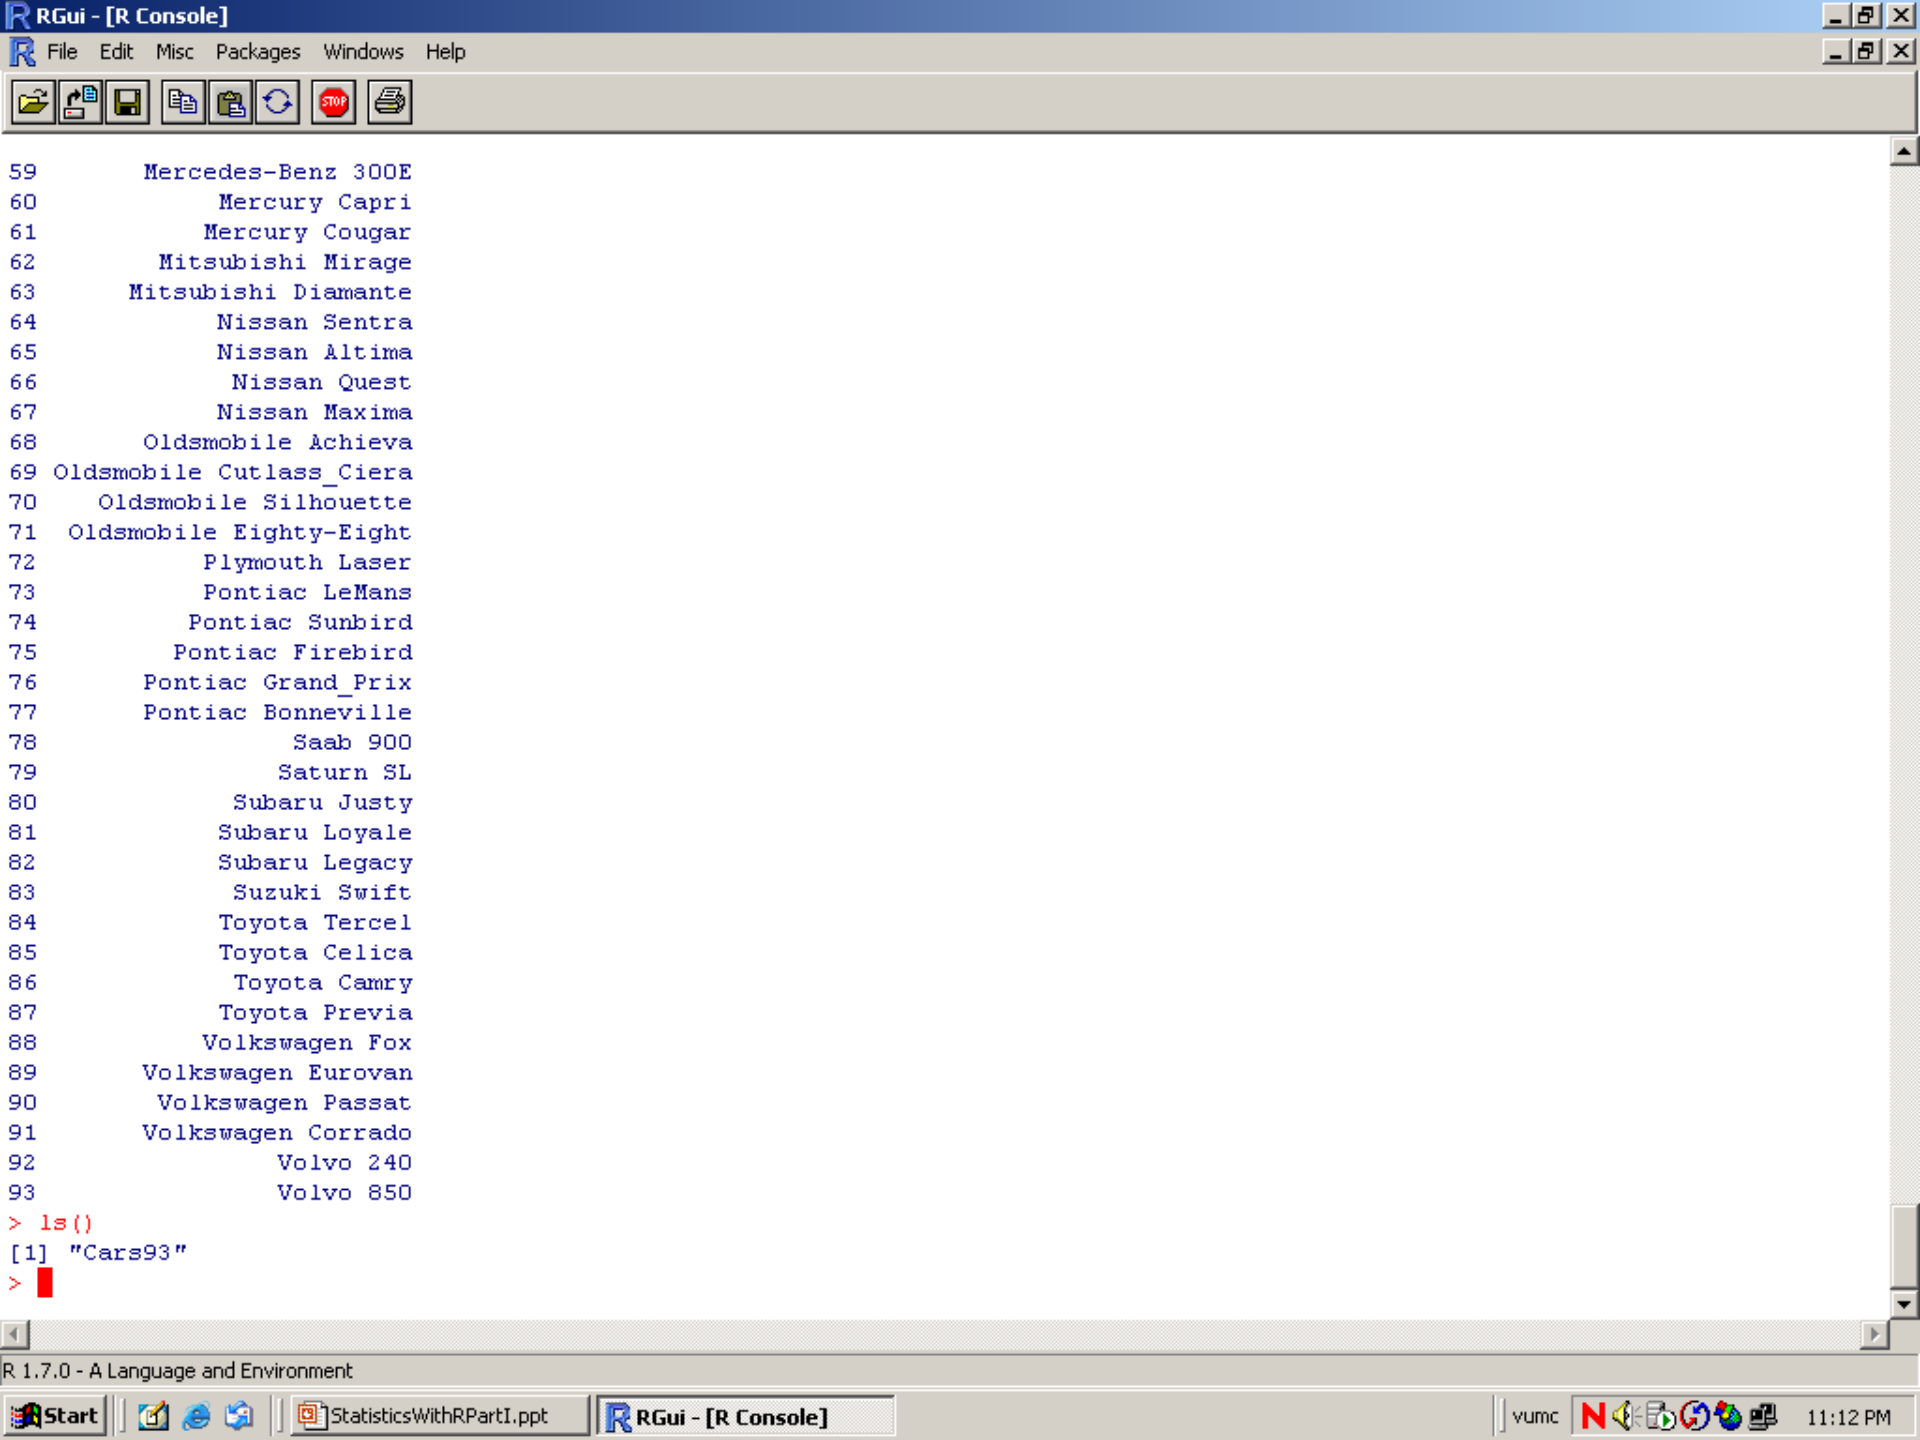 RGui - [R Console]
File Edit Misc Packages Windows Help
STOP
59 Mercedes-Benz 300E
60 Mercury Capri
61 Mercury Cougar
62 Mitsubishi Mirage
63 Mitsubishi Diamante
64 Nissan Sentra
65 Nissan Altima
66 Nissan Quest
67 Nissan Maxima
68 Oldsmobile Achieva
69 Oldsmobile Cutlass_Ciera
70 Oldsmobile Silhouette
71 Oldsmobile Eighty-Eight
72 Plymouth Laser
73 Pontiac LeMans
74 Pontiac Sunbird
75 Pontiac Firebird
76 Pontiac Grand_Prix
77 Pontiac Bonneville
78 Saab 900
79 Saturn SL
80 Subaru Justy
81 Subaru Loyale
82 Subaru Legacy
83 Suzuki Swift
84 Toyota Tercel
85 Toyota Celica
86 Toyota Camry
87 Toyota Previa
88 Volkswagen Fox
89 Volkswagen Eurovan
90 Volkswagen Passat
91 Volkswagen Corrado
92 Volvo 240
93 Volvo 850
> ls()
[1] "Cars93"
>
R 1.7.0 - A Language and Environment
Start StatisticsWithRPartI.ppt RGui - [R Console] vumc N 11:12 PM